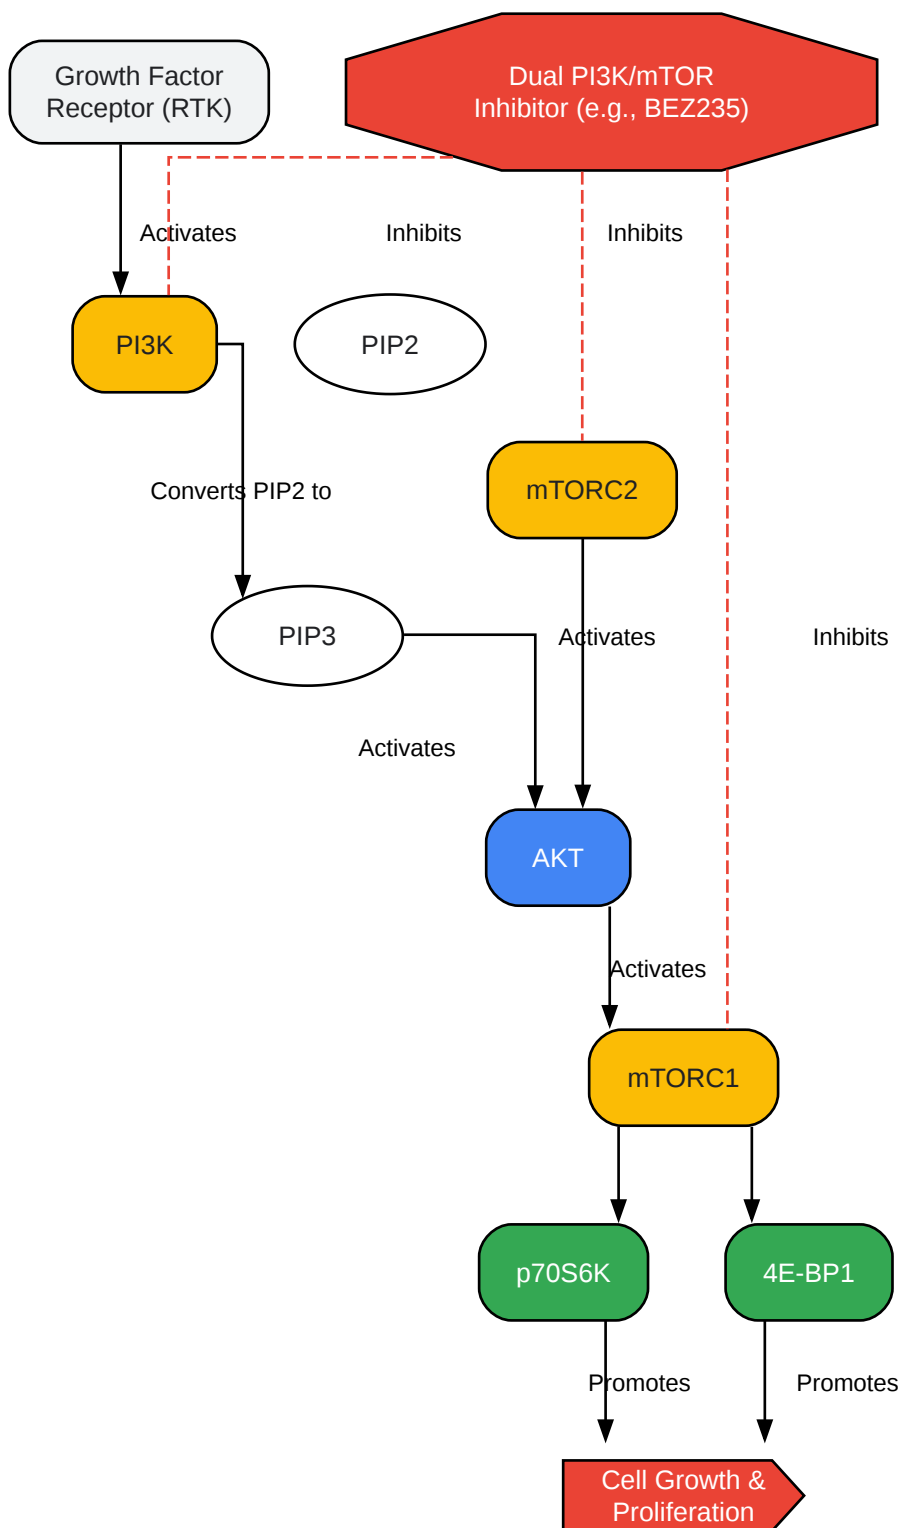 Growth Factor
Receptor (RTK)
Dual PI3K/mTOR
Inhibitor (e.g., BEZ235)
Activates
Inhibits
Inhibits
PI3K
PIP2
Converts PIP2 to
mTORC2
PIP3
Activates
Inhibits
Activates
AKT
Activates
mTORC1
p70S6K
4E-BP1
Promotes
Promotes
Cell Growth &
Proliferation